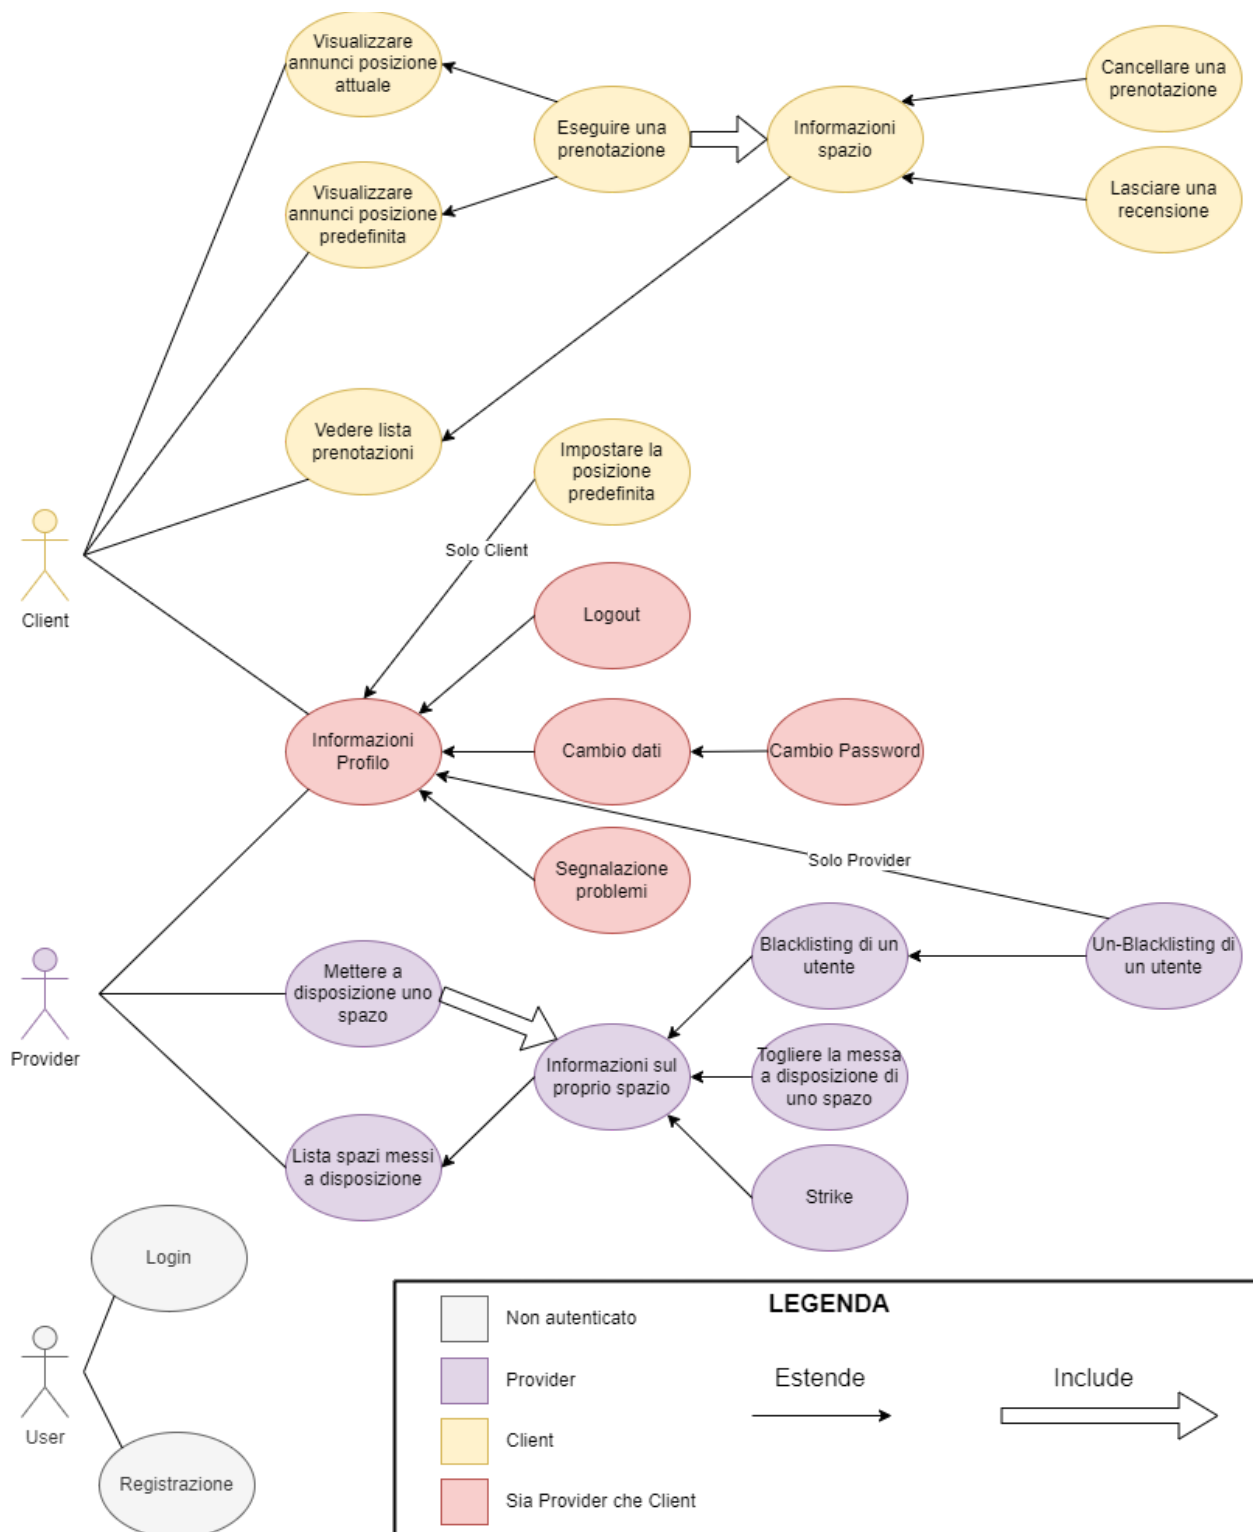 Visualizzare
annunci posizione
attuale
Eseguire una
prenotazione
Informazioni
spazio
Cancellare una
prenotazione
Visualizzare
annunci posizione
predefinita
Lasciare una
recensione
Vedere lista
prenotazioni
Impostare la
posizione
predefinita
Solo Client
Client
Logout
Informazioni
Profilo
Cambio dati
Cambio Password
Segnalazione
problemi
Solo Provider
Provider
Mettere a
disposizione uno
spazio
Blacklisting di un
utente
Un-Blacklisting di
un utente
Informazioni sul
proprio spazio
Togliere la messa
a disposizione di
uno spazo
Lista spazi messi
a disposizione
Strike
Login
User
Registrazione
LEGENDA
Non autenticato
Provider
Client
Sia Provider che Client
Estende
Include